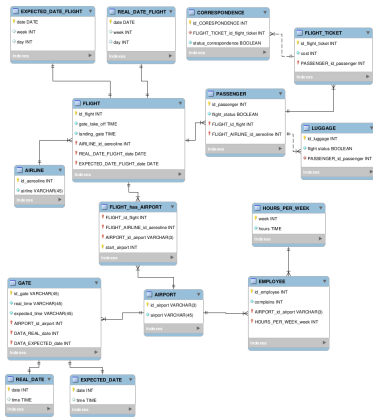 EXPECTED_DATE_FLIGHT
date DATE
week INT
day INT
Indexes
REAL_DATE_FLIGHT
date DATE
week INT
day INT
Indexes
CORRESPONDENCE
id_CORESPONDENCE INT
FLIGHT_TICKET_id_flight_ticket INT
status_correspondence BOOLEAN
Indexes
FLIGHT_TICKET
id_flight_ticket INT
cost INT
PASSENGER_id_passenger INT
Indexes
FLIGHT
id_flight INT
gate_take_off TIME
landing_gate TIME
AIRLINE_id_aeroline INT
REAL_DATE_FLIGHT_date DATE
EXPECTED_DATE_FLIGHT_date DATE
Indexes
PASSENGER
id_passenger INT
flight_status BOOLEAN
FLIGHT_id_flight INT
FLIGHT_AIRLINE_id_aeroline INT
Indexes
LUGGAGE
id_luggage INT
flight status BOOLEAN
PASSENGER_id_passenger INT
Indexes
AIRLINE
id_aeroline INT
airline VARCHAR(45)
Indexes
FLIGHT_has_AIRPORT
FLIGHT_id_flight INT
FLIGHT_AIRLINE_id_aeroline INT
AIRPORT_id_airport VARCHAR(3)
start_airport INT
Indexes
HOURS_PER_WEEK
week INT
hours TIME
Indexes
GATE
id_gate VARCHAR(45)
real_time VARCHAR(45)
expected_time VARCHAR(45)
AIRPORT_id_airport INT
DATA_REAL_date INT
DATA_EXPECTED_date INT
Indexes
AIRPORT
id_airport VARCHAR(3)
airport VARCHAR(45)
Indexes
EMPLOYEE
id_employee INT
complains INT
AIRPORT_id_airport VARCHAR(3)
HOURS_PER_WEEK_week INT
Indexes
REAL_DATE
date INT
time TIME
Indexes
EXPECTED_DATE
date INT
time TIME
Indexes